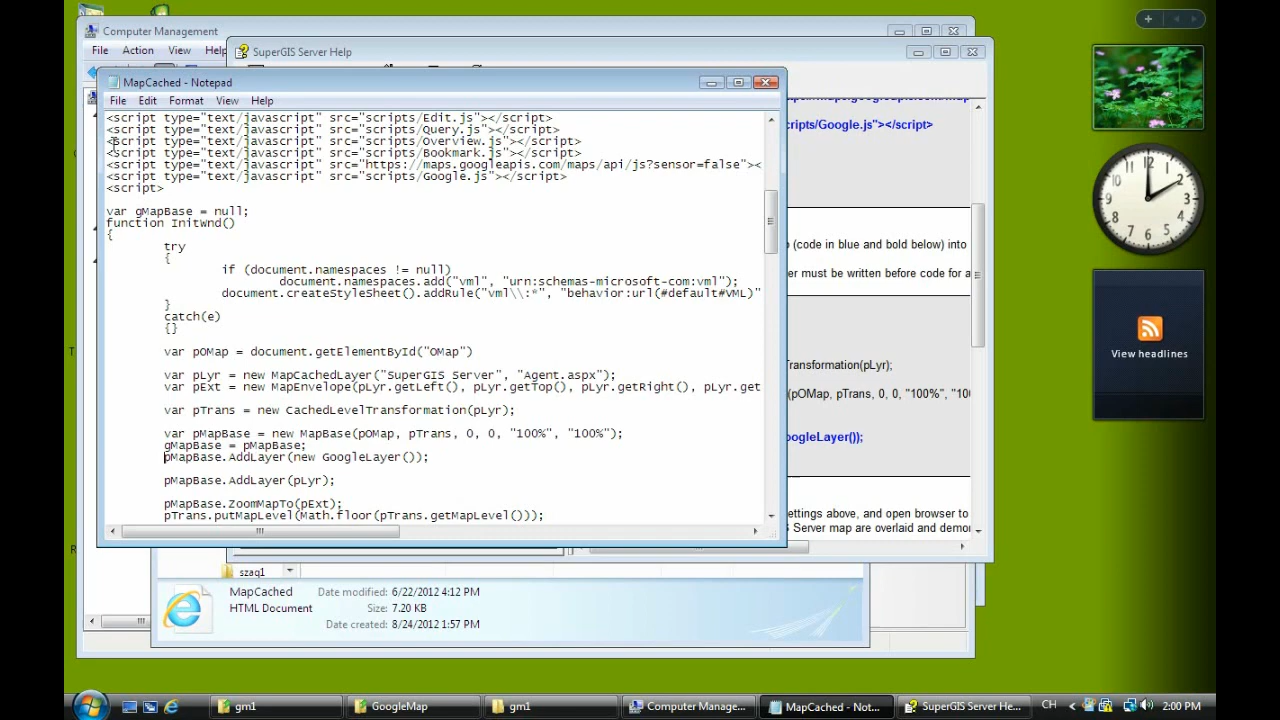 Computer Management
File Action View Help
SuperGIS Server Help
MapCached - Notepad
File Edit Format View Help
<script type="text/javascript" src="scripts/Edit.js"></script>
<script type="text/javascript" src="scripts/Query.js"></script>
<script type="text/javascript" src="scripts/Overview.js"></script>
<script type="text/javascript" src="scripts/Bookmark.js"></script>
<script type="text/javascript" src="https://maps.googleapis.com/maps/api/js?sensor=false"><
<script type="text/javascript" src="scripts/Google.js"></script>
<script>
var gMapBase = null;
function InitWnd()
{
try
{
if (document.namespaces != null)
document.namespaces.add("vml", "urn:schemas-microsoft-com:vml");
document.createStyleSheet().addRule("vml\\:*", "behavior:url(#default#VML)"
}
catch(e)
{}
var pOMap = document.getElementById("OMap")
var pLyr = new MapCachedLayer("SuperGIS Server", "Agent.aspx");
var pExt = new MapEnvelope(pLyr.getLeft(), pLyr.getTop(), pLyr.getRight(), pLyr.get
var pTrans = new CachedLevelTransformation(pLyr);
var pMapBase = new MapBase(pOMap, pTrans, 0, 0, "100%", "100%");
gMapBase = pMapBase;
pMapBase.AddLayer(new GoogleLayer());
pMapBase.AddLayer(pLyr);
pMapBase.ZoomMapTo(pExt);
pTrans.putMapLevel(Math.floor(pTrans.getMapLevel()));
cripts/Google.js"></script>
(code in blue and bold below) into
er must be written before code for a
Transformation(pLyr);
(pOMap, pTrans, 0, 0, "100%", "10
oogleLayer());
ettings above, and open browser to
Server map are overlaid and demo
szaq1
MapCached Date modified: 6/22/2012 4:12 PM
HTML Document Size: 7.20 KB
Date created: 8/24/2012 1:57 PM
12
3
6
9
View headlines
gm1
GoogleMap
gm1
Computer Manage...
MapCached - Not...
SuperGIS Server He...
CH
2:00 PM